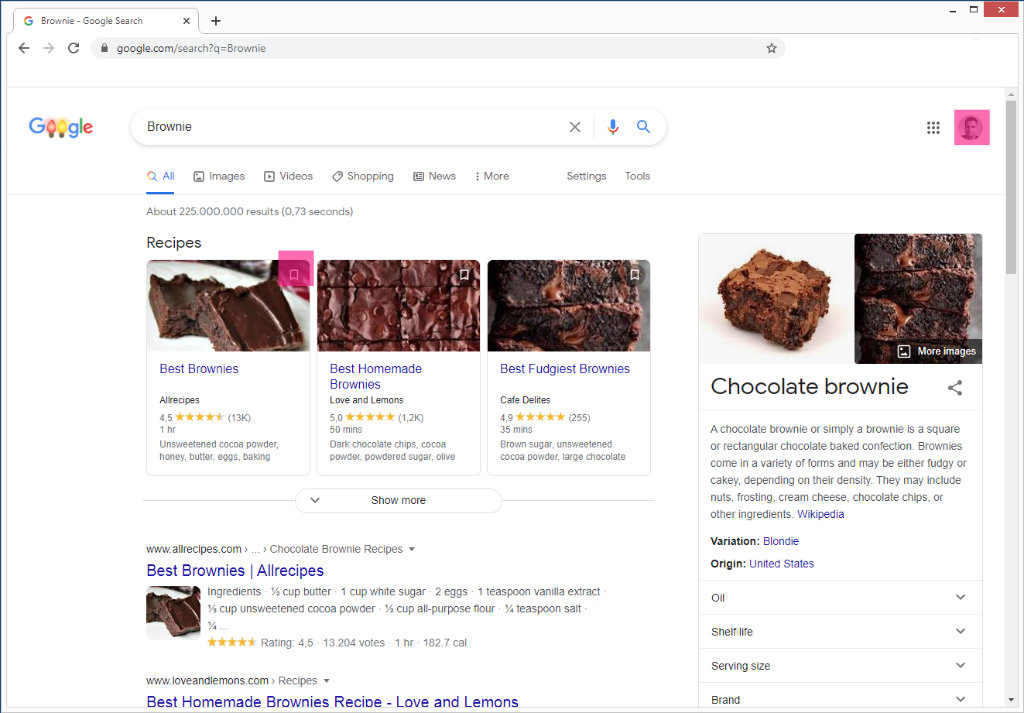 Brownie - Google Search
google.com/search?q=Brownie
Google
Brownie
All Images Videos Shopping News More Settings Tools
About 225.000.000 results (0,73 seconds)
Recipes
Best Brownies
Allrecipes
4,5 (13K)
1 hr
Unsweetened cocoa powder,
honey, butter, eggs, baking
Best Homemade
Brownies
Love and Lemons
5,0 (1,2K)
50 mins
Dark chocolate chips, cocoa
powder, powdered sugar, olive
Best Fudgiest Brownies
Cafe Delites
4,9 (255)
35 mins
Brown sugar, unsweetened
cocoa powder, large chocolate
Show more
www.allrecipes.com › ... › Chocolate Brownie Recipes
Best Brownies | Allrecipes
Ingredients · ½ cup butter · 1 cup white sugar · 2 eggs · 1 teaspoon vanilla extract ·
⅓ cup unsweetened cocoa powder · ½ cup all-purpose flour · ¼ teaspoon salt ·
¼ ...
Rating: 4,5 · 13.204 votes · 1 hr · 182.7 cal
www.loveandlemons.com › Recipes
Best Homemade Brownies Recipe - Love and Lemons
More images
Chocolate brownie
A chocolate brownie or simply a brownie is a square
or rectangular chocolate baked confection. Brownies
come in a variety of forms and may be either fudgy or
cakey, depending on their density. They may include
nuts, frosting, cream cheese, chocolate chips, or
other ingredients. Wikipedia
Variation: Blondie
Origin: United States
Oil
Shelf life
Serving size
Brand